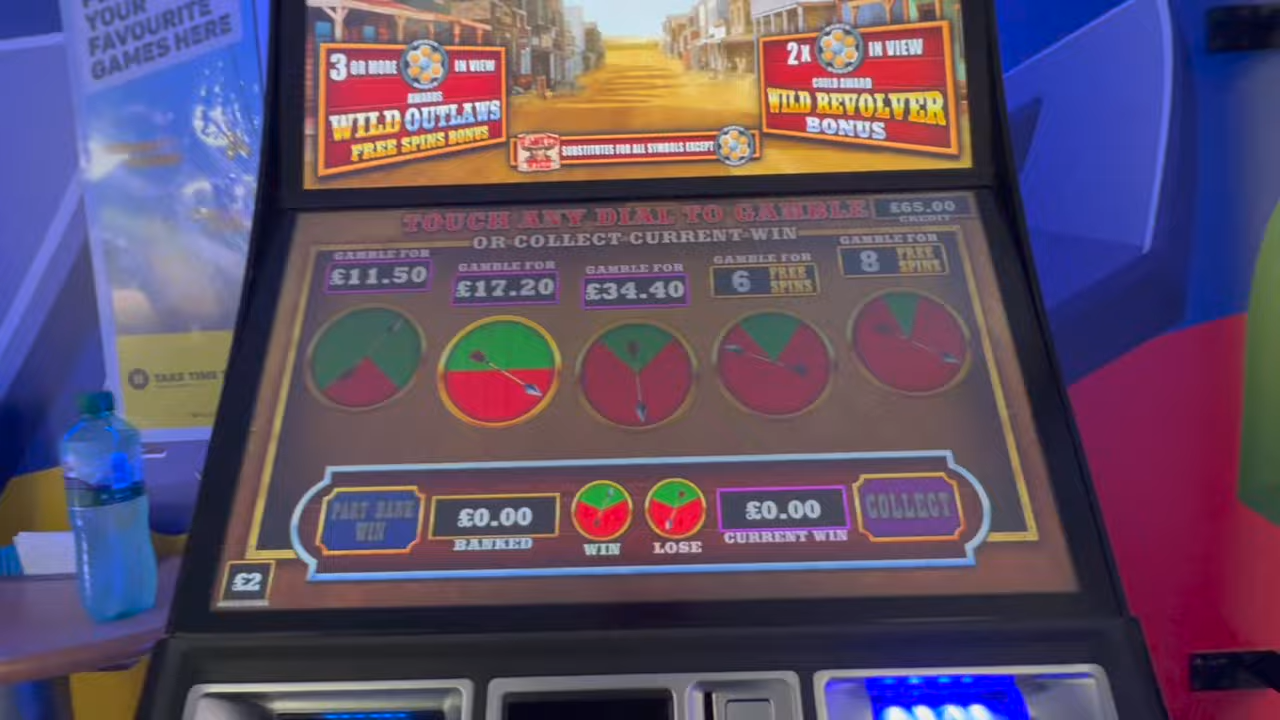 YOUR
FAVOURITE
GAMES HERE
3 OR MORE IN VIEW
AWARDS
WILD OUTLAWS
FREE SPINS BONUS
2X IN VIEW
COULD AWARD
WILD REVOLVER
BONUS
SUBSTITUTES FOR ALL SYMBOLS EXCEPT
TOUCH ANY DIAL TO GAMBLE
OR COLLECT CURRENT WIN
£65.00
CREDIT
GAMBLE FOR
£11.50
GAMBLE FOR
£17.20
GAMBLE FOR
£34.40
GAMBLE FOR
6 FREE SPINS
GAMBLE FOR
8 FREE SPINS
TAKE TIME
PART BANK
WIN
£0.00
BANKED
WIN
LOSE
£0.00
CURRENT WIN
COLLECT
£2